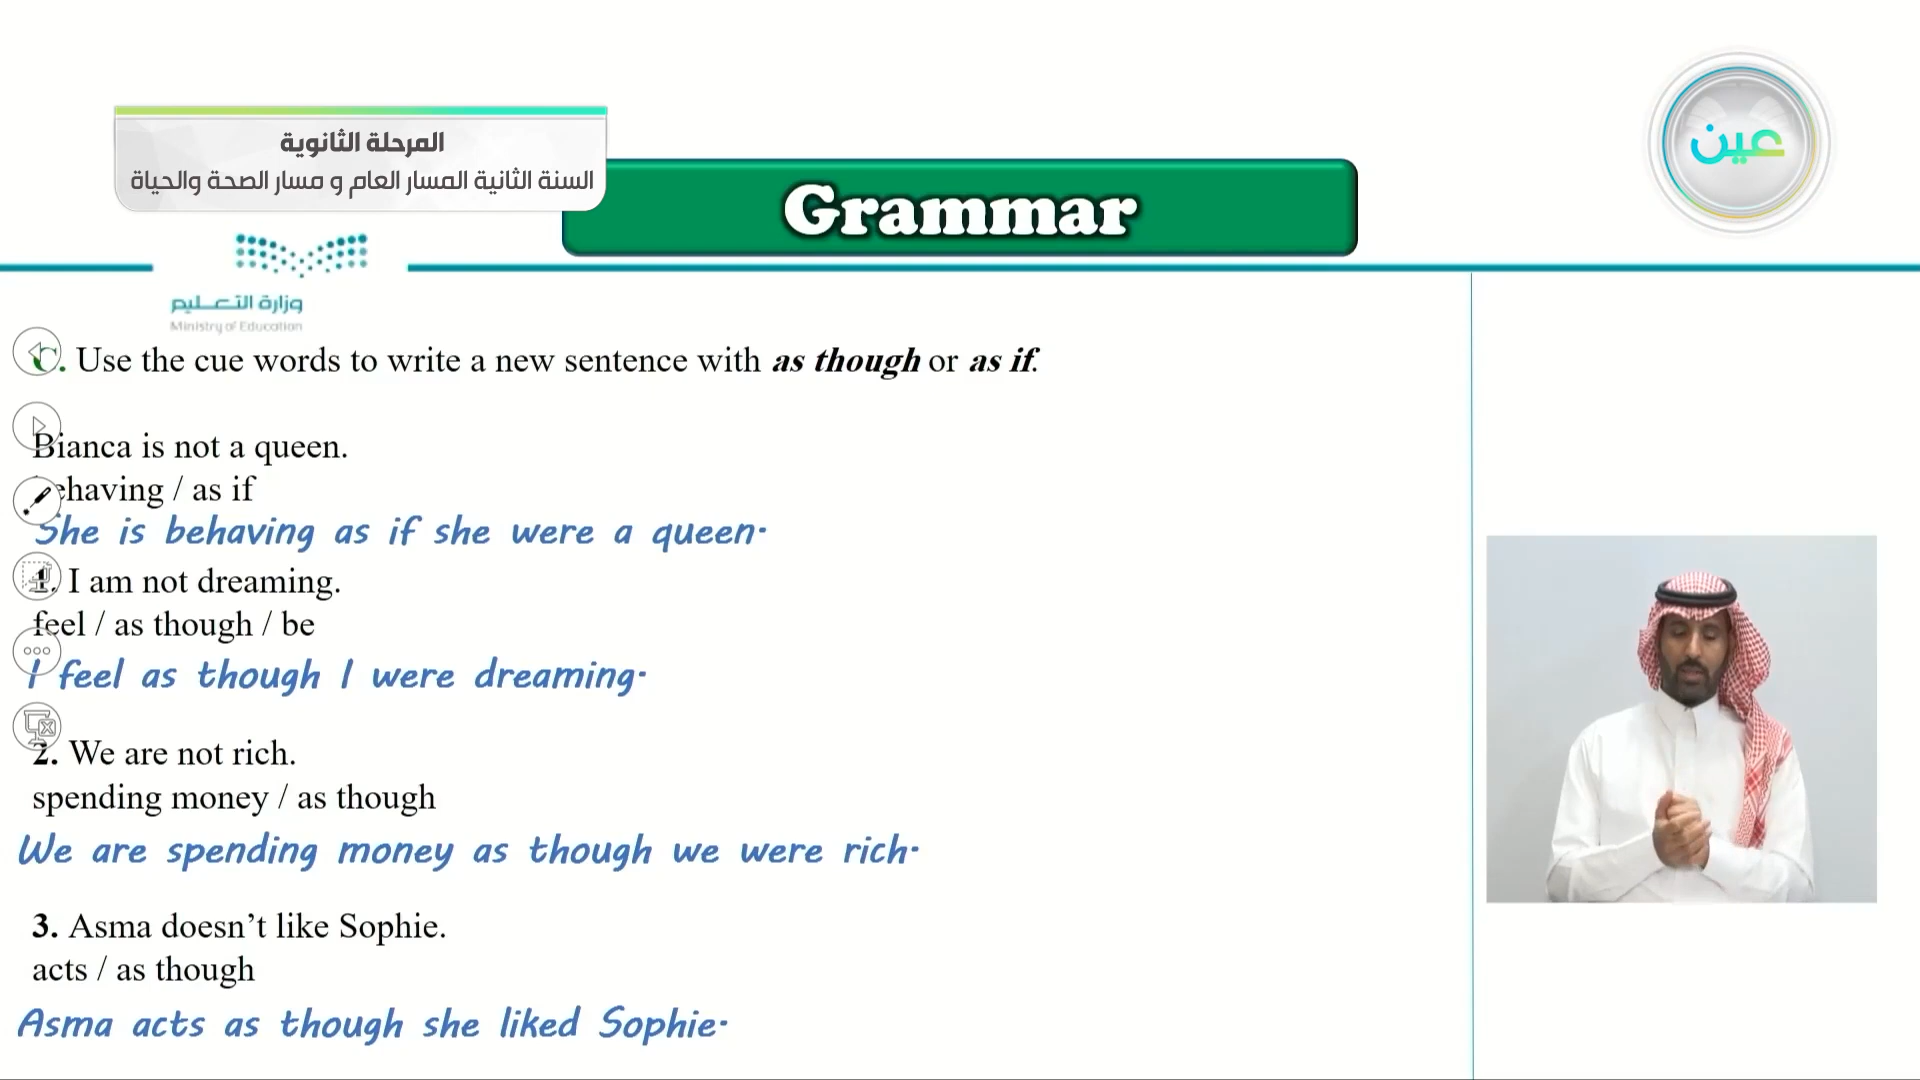 المرحلة الثانوية
السنة الثانية المسار العام و مسار الصحة والحياة
Grammar
عين
وزارة التعليم
Ministry of Education
C. Use the cue words to write a new sentence with as though or as if.
Bianca is not a queen.
behaving / as if
She is behaving as if she were a queen.
1. I am not dreaming.
feel / as though / be
I feel as though I were dreaming.
2. We are not rich.
spending money / as though
We are spending money as though we were rich.
3. Asma doesn’t like Sophie.
acts / as though
Asma acts as though she liked Sophie.